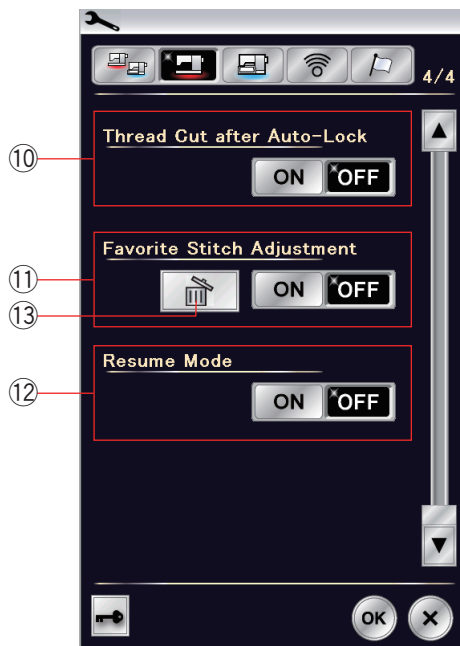 4/4
Thread Cut after Auto-Lock
⑩
ON OFF
Favorite Stitch Adjustment
⑪
ON OFF
⑬
Resume Mode
⑫
ON OFF
OK